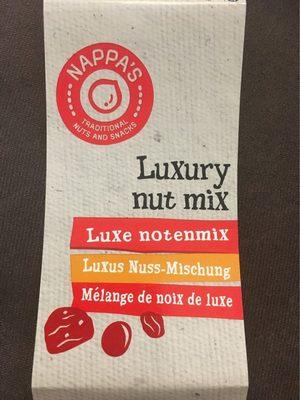 NAPPA'S
TRADITIONAL
NUTS AND SNACKS
Luxury
nut mix
Luxe notenmix
Luxus Nuss-Mischung
Mélange de noix de luxe